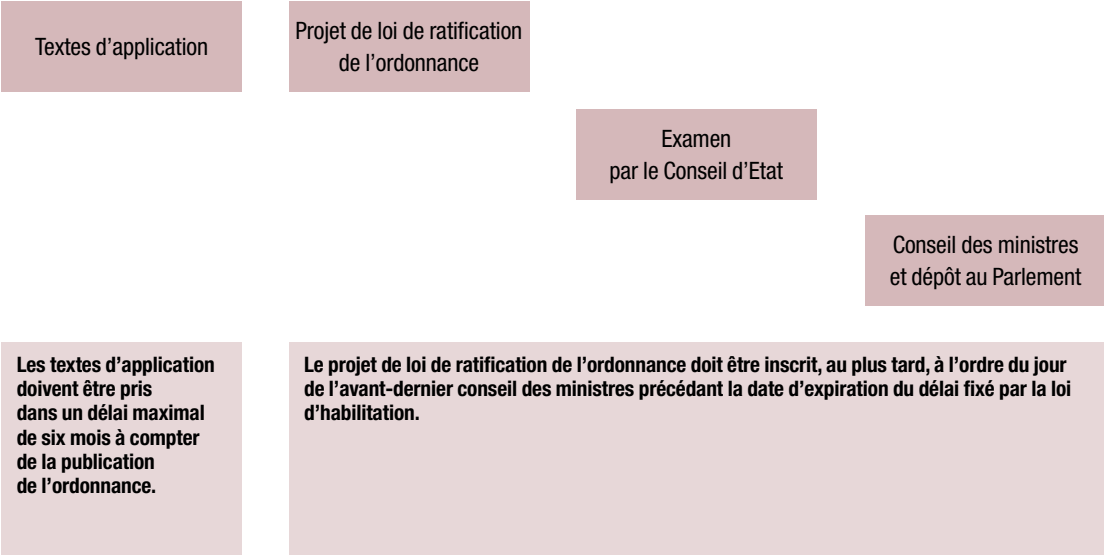 Textes d’application
Projet de loi de ratification
de l’ordonnance
Examen
par le Conseil d’Etat
Conseil des ministres
et dépôt au Parlement
Les textes d’application
doivent être pris
dans un délai maximal
de six mois à compter
de la publication
de l’ordonnance.
Le projet de loi de ratification de l’ordonnance doit être inscrit, au plus tard, à l’ordre du jour
de l’avant-dernier conseil des ministres précédant la date d’expiration du délai fixé par la loi
d’habilitation.